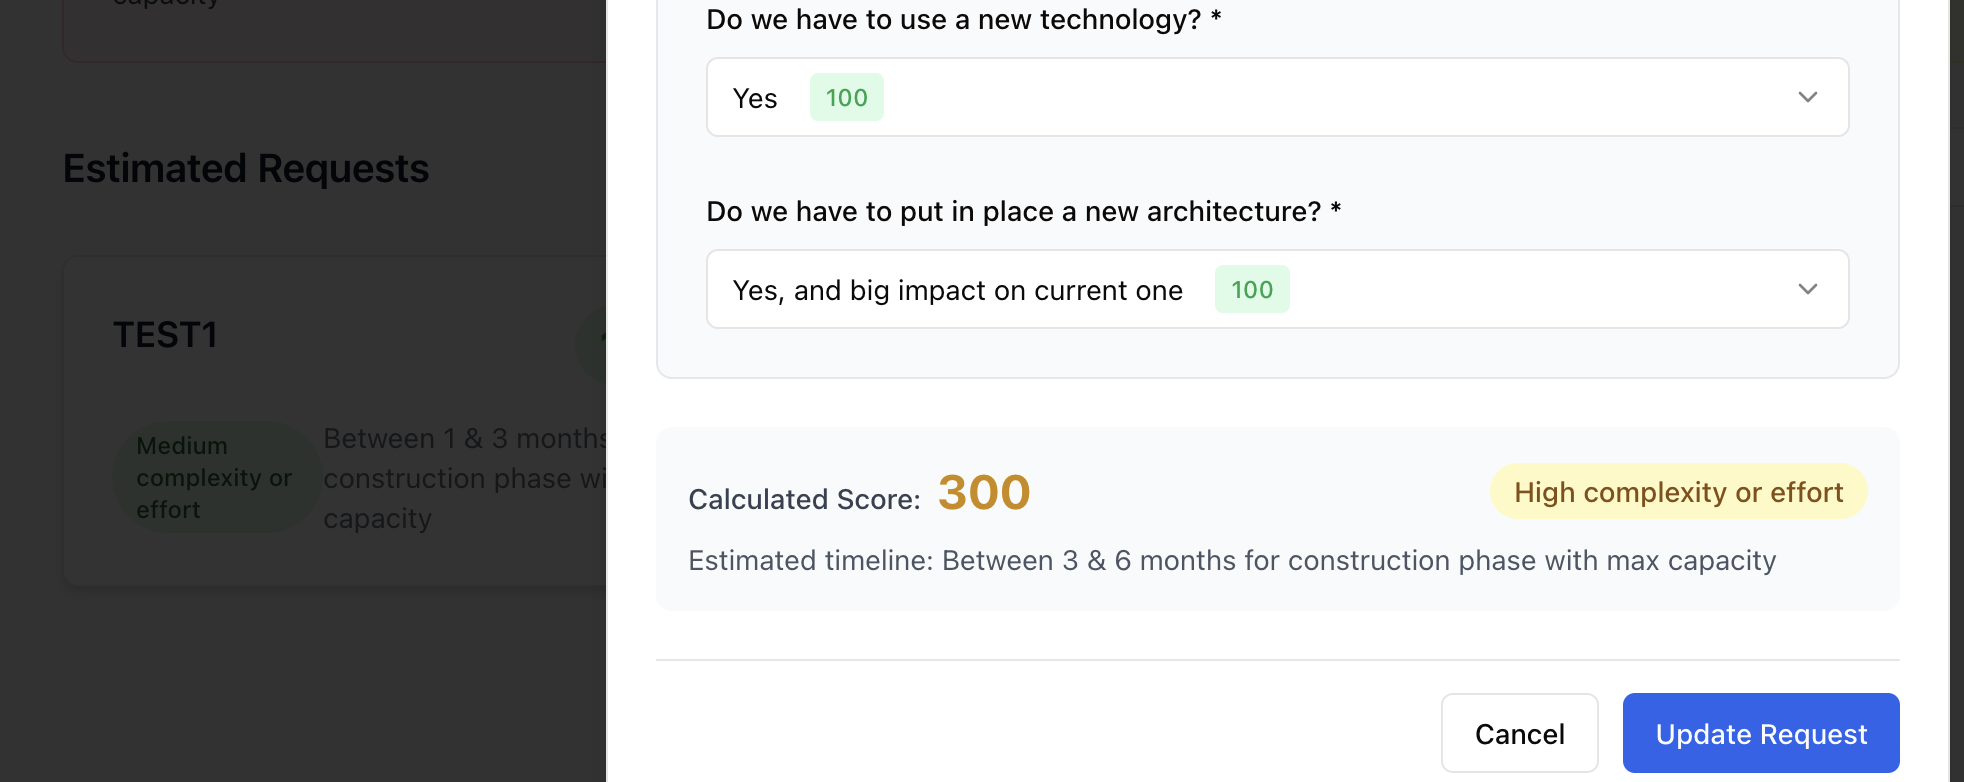 capacity
Estimated Requests
TEST1
Medium
complexity or
effort
Between 1 & 3 months
construction phase
capacity
Do we have to use a new technology? *
Yes 100
Do we have to put in place a new architecture? *
Yes, and big impact on current one 100
Calculated Score: 300
High complexity or effort
Estimated timeline: Between 3 & 6 months for construction phase with max capacity
Cancel
Update Request